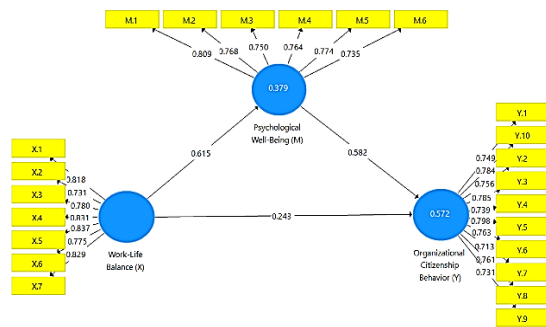 M.1 M.2 M.3 M.4 M.5 M.6
0.809 0.768 0.750 0.764 0.774 0.735
0.379
Psychological
Well-Being (M)
0.615
0.582
X.1
X.2
X.3
X.4
X.5
X.6
X.7
0.818
0.731
0.780
0.831
0.837
0.775
0.829
Work-Life
Balance (X)
0.243
0.572
Organizational
Citizenship
Behavior (Y)
0.749
0.784
0.756
0.785
0.739
0.798
0.763
0.713
0.761
0.731
Y.1
Y.10
Y.2
Y.3
Y.4
Y.5
Y.6
Y.7
Y.8
Y.9